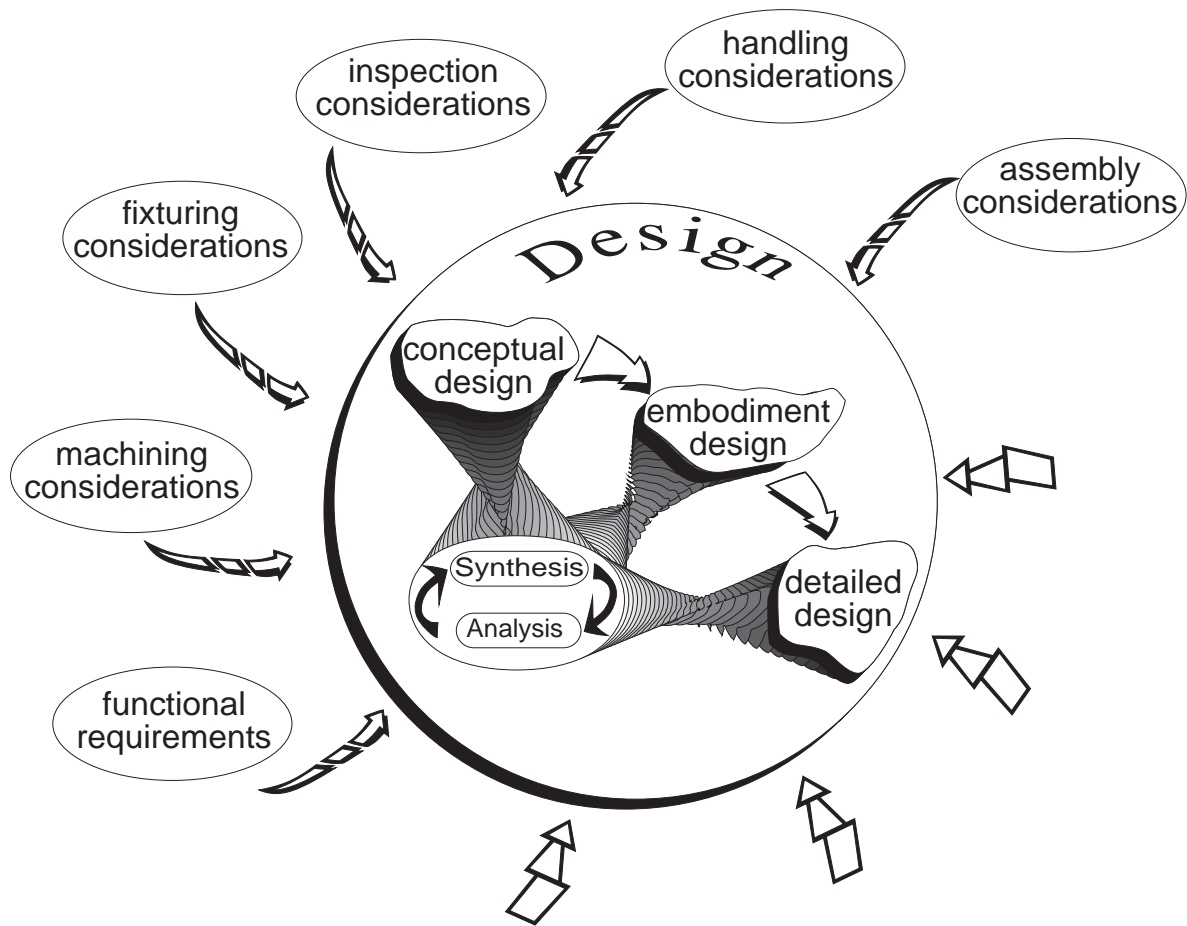 handling
considerations
inspection
considerations
assembly
considerations
fixturing
considerations
Design
conceptual
design
embodiment
design
machining
considerations
Synthesis
Analysis
detailed
design
functional
requirements